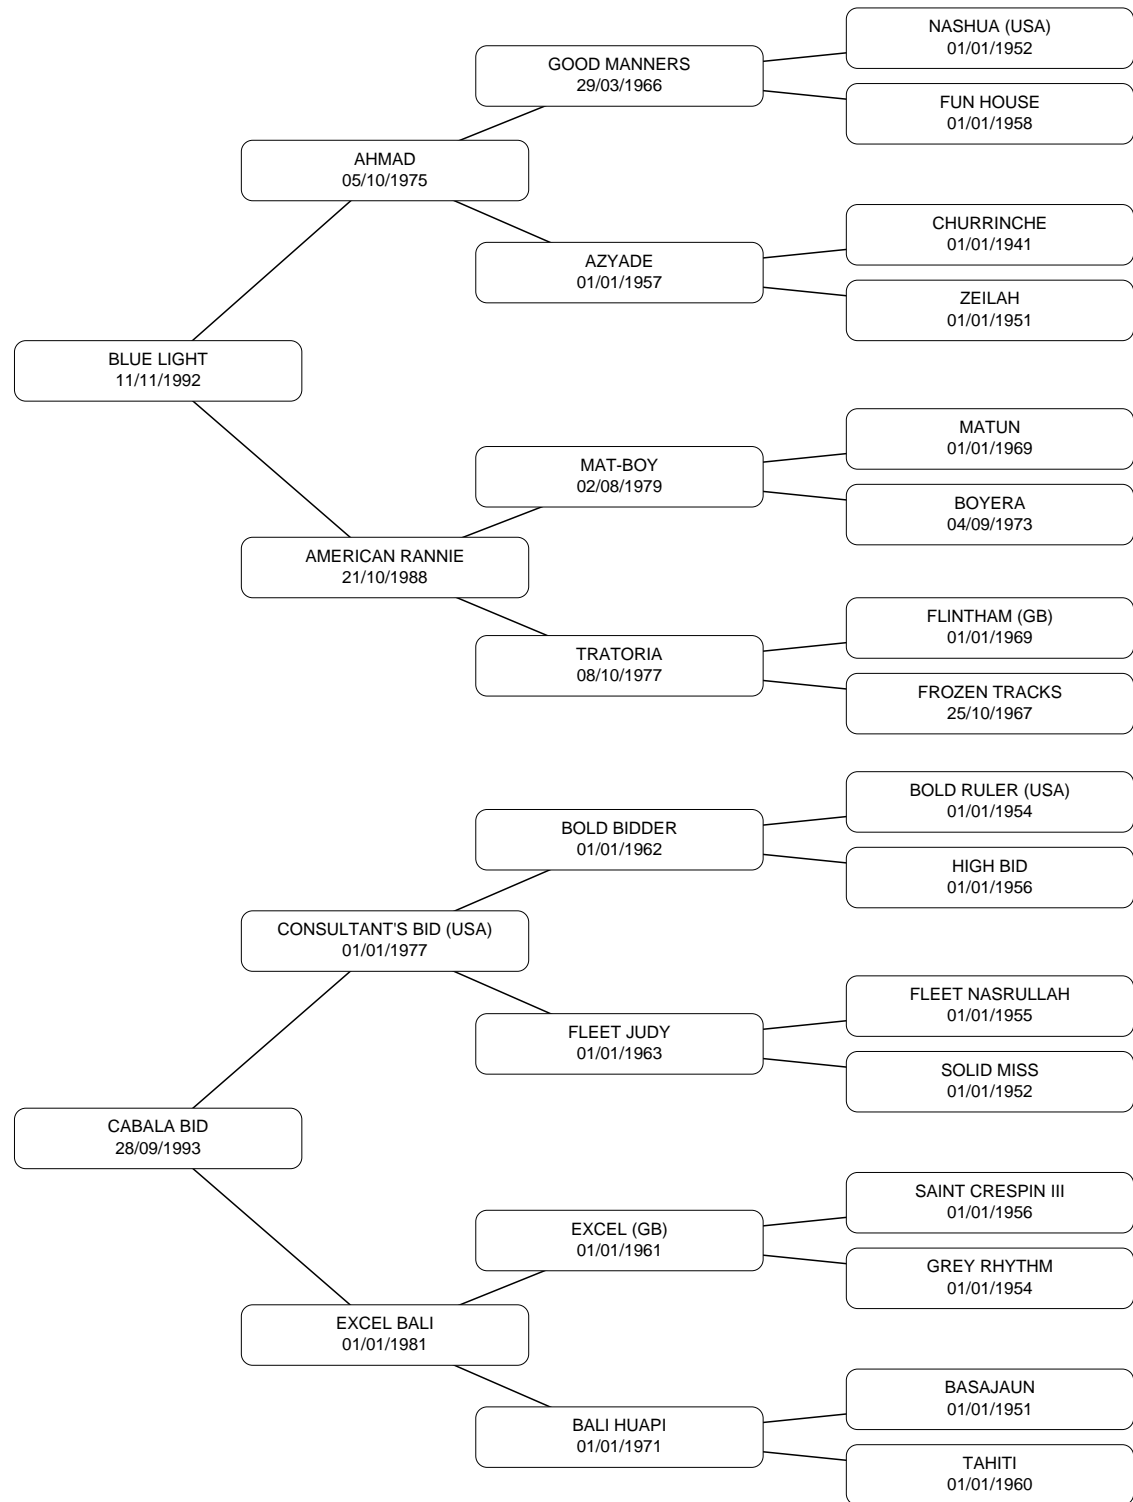 NASHUA (USA)
01/01/1952
GOOD MANNERS
29/03/1966
FUN HOUSE
01/01/1958
AHMAD
05/10/1975
CHURRINCHE
01/01/1941
AZYADE
01/01/1957
ZEILAH
01/01/1951
BLUE LIGHT
11/11/1992
MATUN
01/01/1969
MAT-BOY
02/08/1979
BOYERA
04/09/1973
AMERICAN RANNIE
21/10/1988
FLINTHAM (GB)
01/01/1969
TRATORIA
08/10/1977
FROZEN TRACKS
25/10/1967
BOLD RULER (USA)
01/01/1954
BOLD BIDDER
01/01/1962
HIGH BID
01/01/1956
CONSULTANT'S BID (USA)
01/01/1977
FLEET NASRULLAH
01/01/1955
FLEET JUDY
01/01/1963
SOLID MISS
01/01/1952
CABALA BID
28/09/1993
SAINT CRESPIN III
01/01/1956
EXCEL (GB)
01/01/1961
GREY RHYTHM
01/01/1954
EXCEL BALI
01/01/1981
BASAJAUN
01/01/1951
BALI HUAPI
01/01/1971
TAHITI
01/01/1960